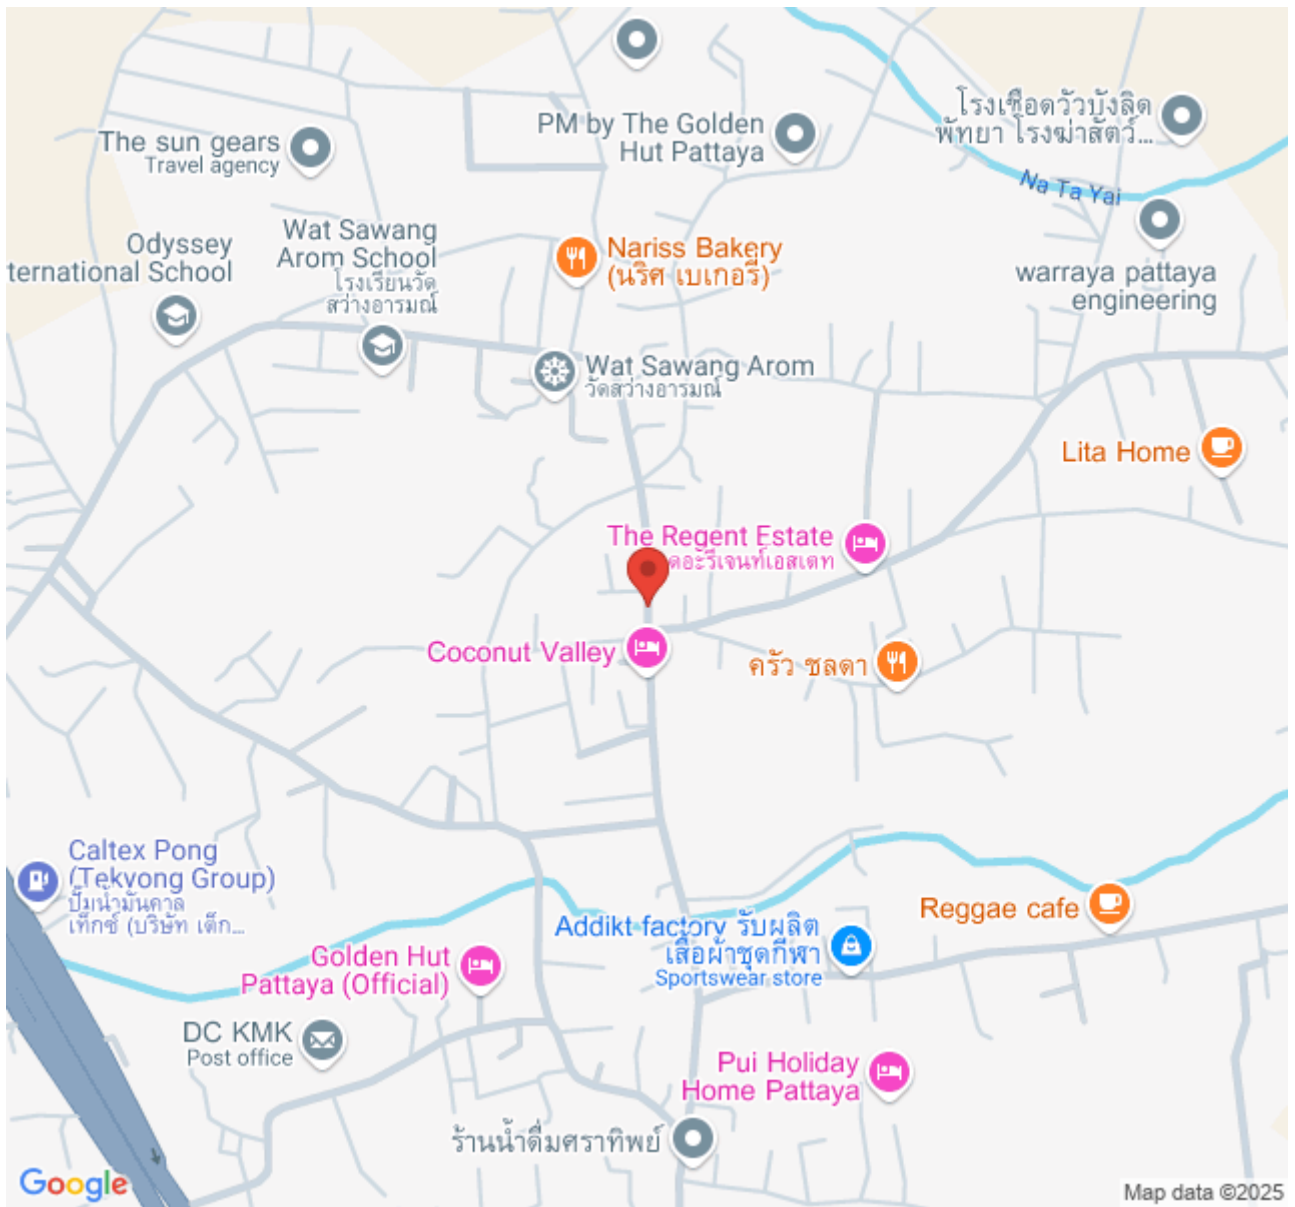 PM by The Golden
Hut Pattaya
โรงเชือดวัวบังลิด
พัทยา โรงฆ่าสัตว์...
The sun gears
Travel agency
Na Ta Yai
Wat Sawang
Arom School
โรงเรียนวัด
สว่างอารมณ์
Odyssey
ternational School
Nariss Bakery
(นริศ เบเกอรี่)
warraya pattaya
engineering
Wat Sawang Arom
วัดสว่างอารมณ์
Lita Home
The Regent Estate
ดอะรีเจนท์เอสเตท
Coconut Valley
ครัว ชลดา
Caltex Pong
(Tekvong Group)
ปั๊มน้ำมันคาล
เท็กซ์ (บริษัท เต็ก...
Reggae cafe
Addikt factory รับผลิต
เสื้อผ้าชุดกีฬา
Sportswear store
Golden Hut
Pattaya (Official)
DC KMK
Post office
Pui Holiday
Home Pattaya
ร้านน้ำดื่มศราทิพย์
Google
Map data ©2025